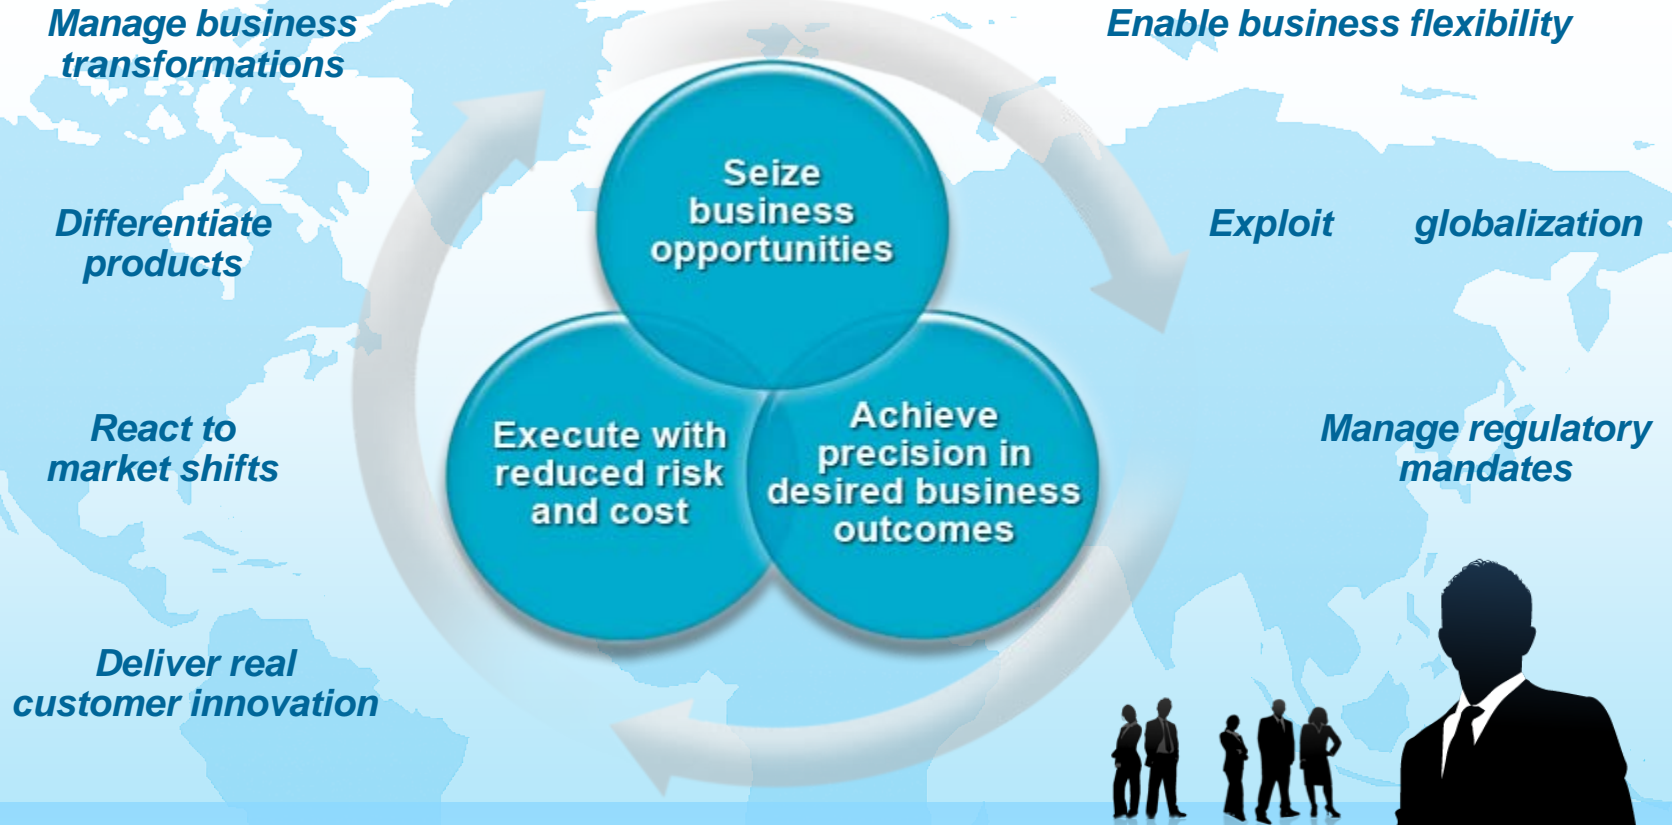 Manage business
transformations
Enable business flexibility
Seize
business
opportunities
Differentiate
products
Exploit globalization
React to
market shifts
Execute with
reduced risk
and cost
Achieve
precision in
desired business
outcomes
Manage regulatory
mandates
Deliver real
customer innovation